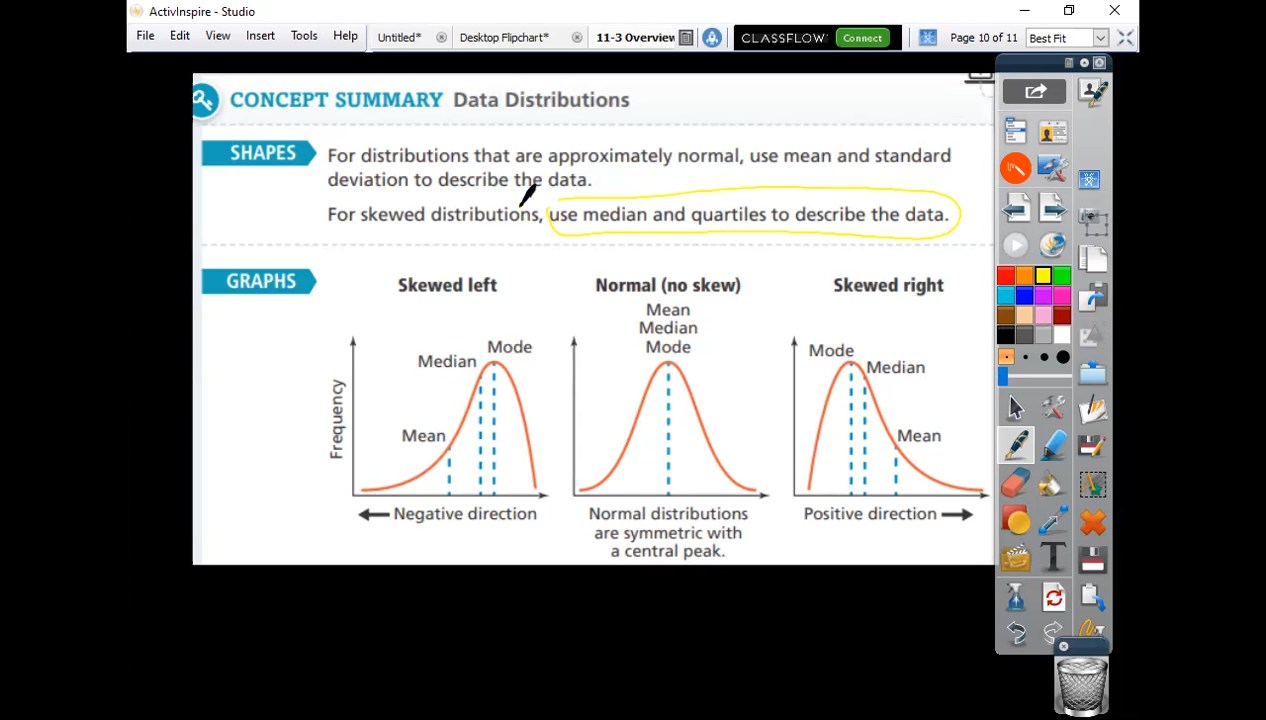 ActivInspire - Studio
File Edit View Insert Tools Help Untitled* Desktop Flipchart* 11-3 Overview CLASSFLOW Connect Page 10 of 11 Best Fit
CONCEPT SUMMARY Data Distributions
SHAPES
For distributions that are approximately normal, use mean and standard
deviation to describe the data.
For skewed distributions, use median and quartiles to describe the data.
GRAPHS
Skewed left
Mode
Median
Mean
Frequency
Negative direction
Normal (no skew)
Mean
Median
Mode
Normal distributions
are symmetric with
a central peak.
Skewed right
Mode
Median
Mean
Positive direction
T